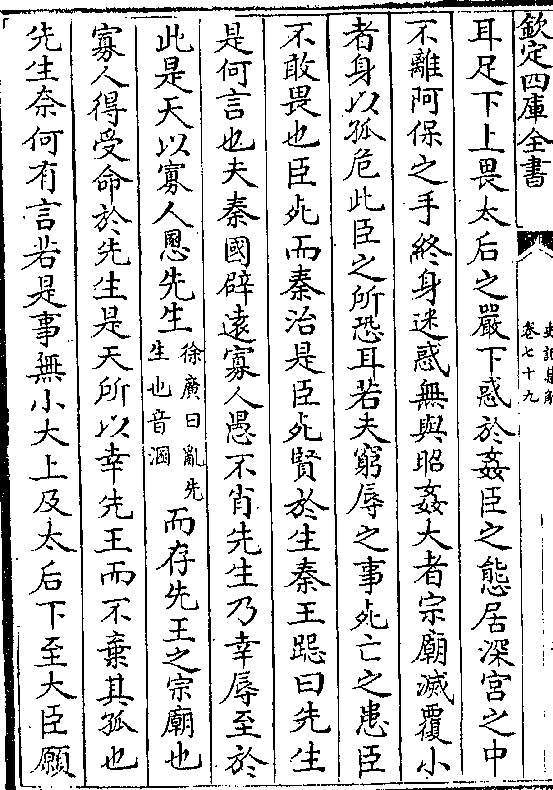 欽定四庫全書
史記集解
卷七十九
耳足下上畏太后之嚴下惑於姦臣之態居深宮之中
不離阿保之手終身迷惑無與昭姦大者宗廟滅覆小
者身以孤危此臣之所恐耳若夫窮辱之事死亡之患臣
不敢畏也臣死而秦治是臣死賢於生秦王跽曰先生
是何言也夫秦國辟遠寡人愚不肖先生乃幸辱至於
此是天以寡人慁先生徐廣曰亂先生也音溷而存先王之宗廟也
寡人得受命於先生是天所以幸先王而不棄其孤也
先生奈何有言若是事無小大上及太后下至大臣願